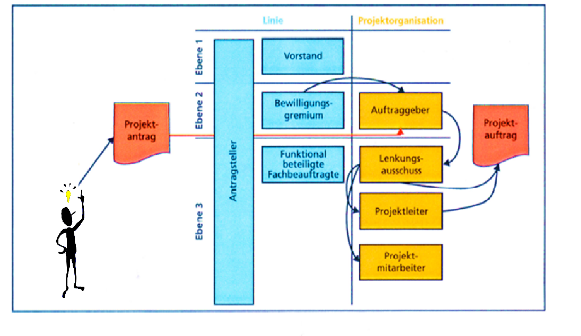 Linie
Projektorganisation
Ebene 1
Vorstand
Ebene 2
Bewilligungs-
gremium
Auftraggeber
Projekt-
antrag
Projekt-
auftrag
Antragsteller
Funktional
beteiligte
Fachbeauftragte
Lenkungs-
ausschuss
Ebene 3
Projektleiter
Projekt-
mitarbeiter